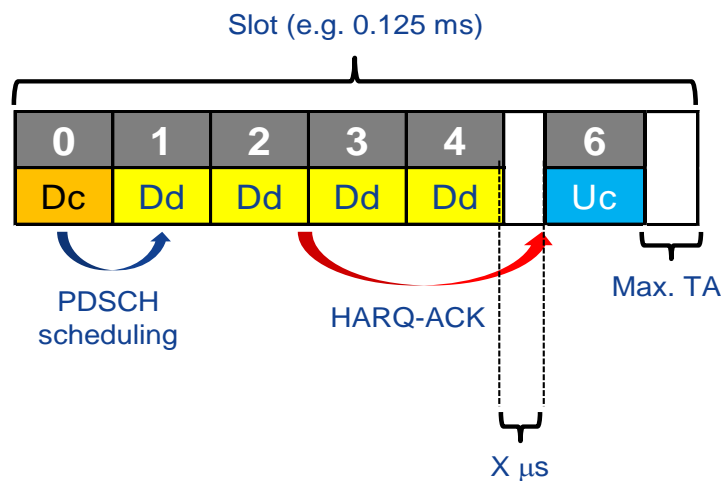 Slot (e.g. 0.125 ms)
0 1 2 3 4 6
Dc Dd Dd Dd Dd Uc
PDSCH
scheduling
HARQ-ACK
Max. TA
X μs